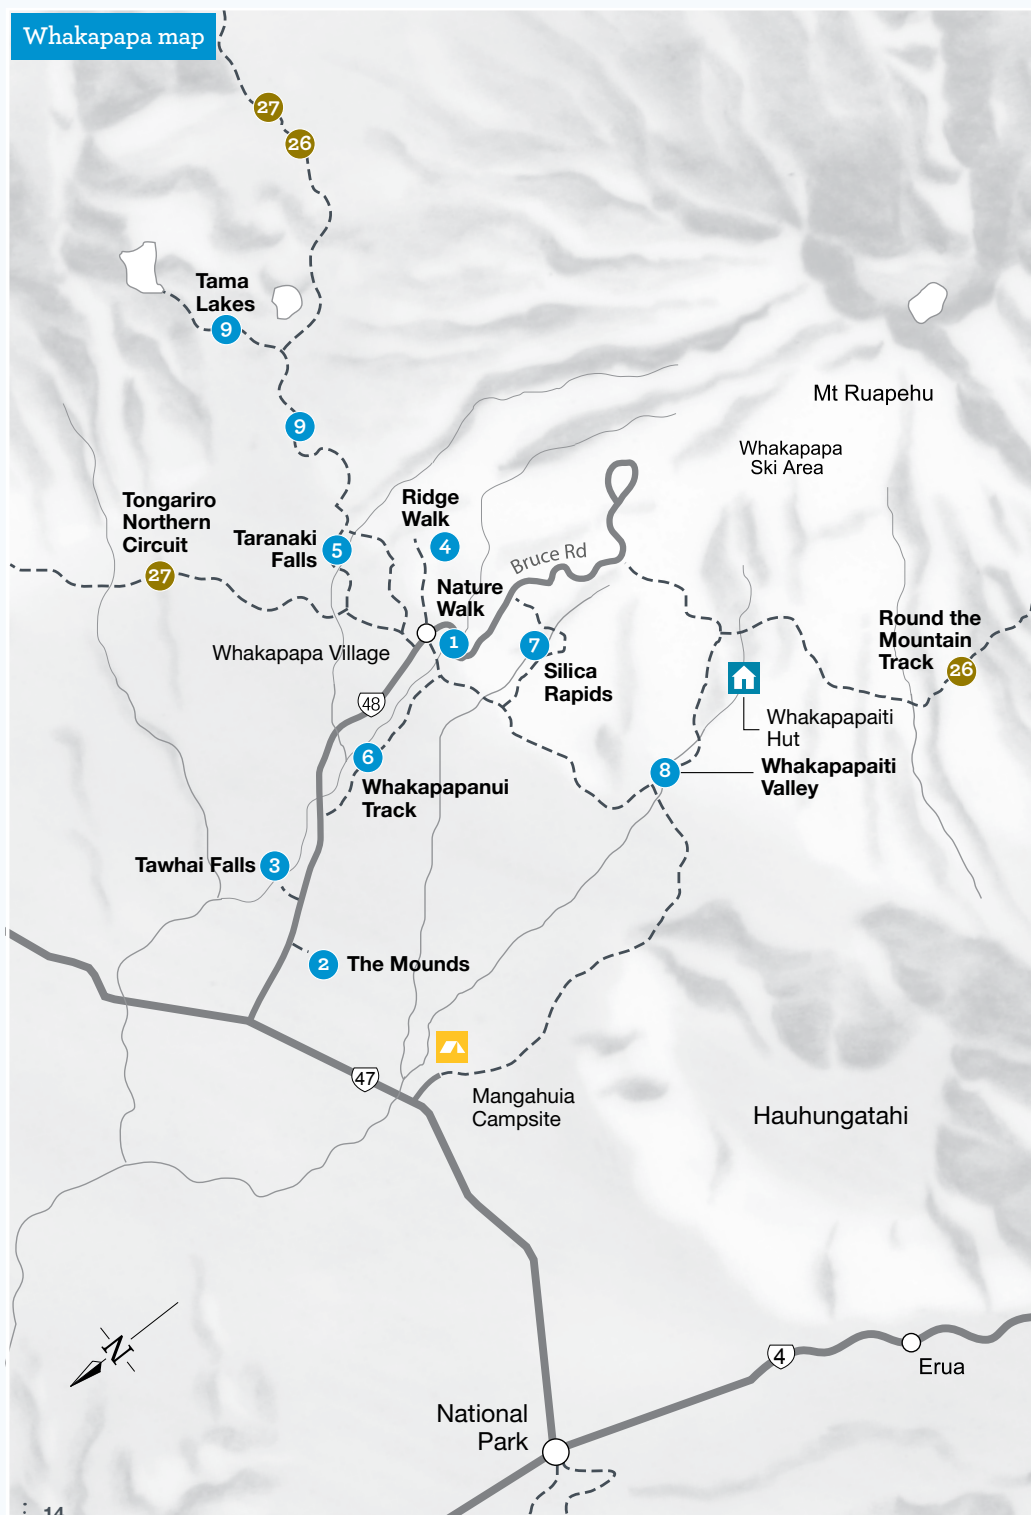 Whakapapa map
27
26
Tama
Lakes
9
9
Mt Ruapehu
Whakapapa
Ski Area
Tongariro
Northern
Circuit
27
Taranaki
Falls
5
Ridge
Walk
4
Bruce Rd
Nature
Walk
1
Whakapapa Village
7
Silica
Rapids
Round the
Mountain
Track
26
48
Whakapapaiti
Hut
6
Whakapapanui
Track
8
Whakapapaiti
Valley
Tawhai Falls
3
2
The Mounds
47
Mangahuia
Campsite
Hauhungatahi
N
4
Erua
National
Park
14